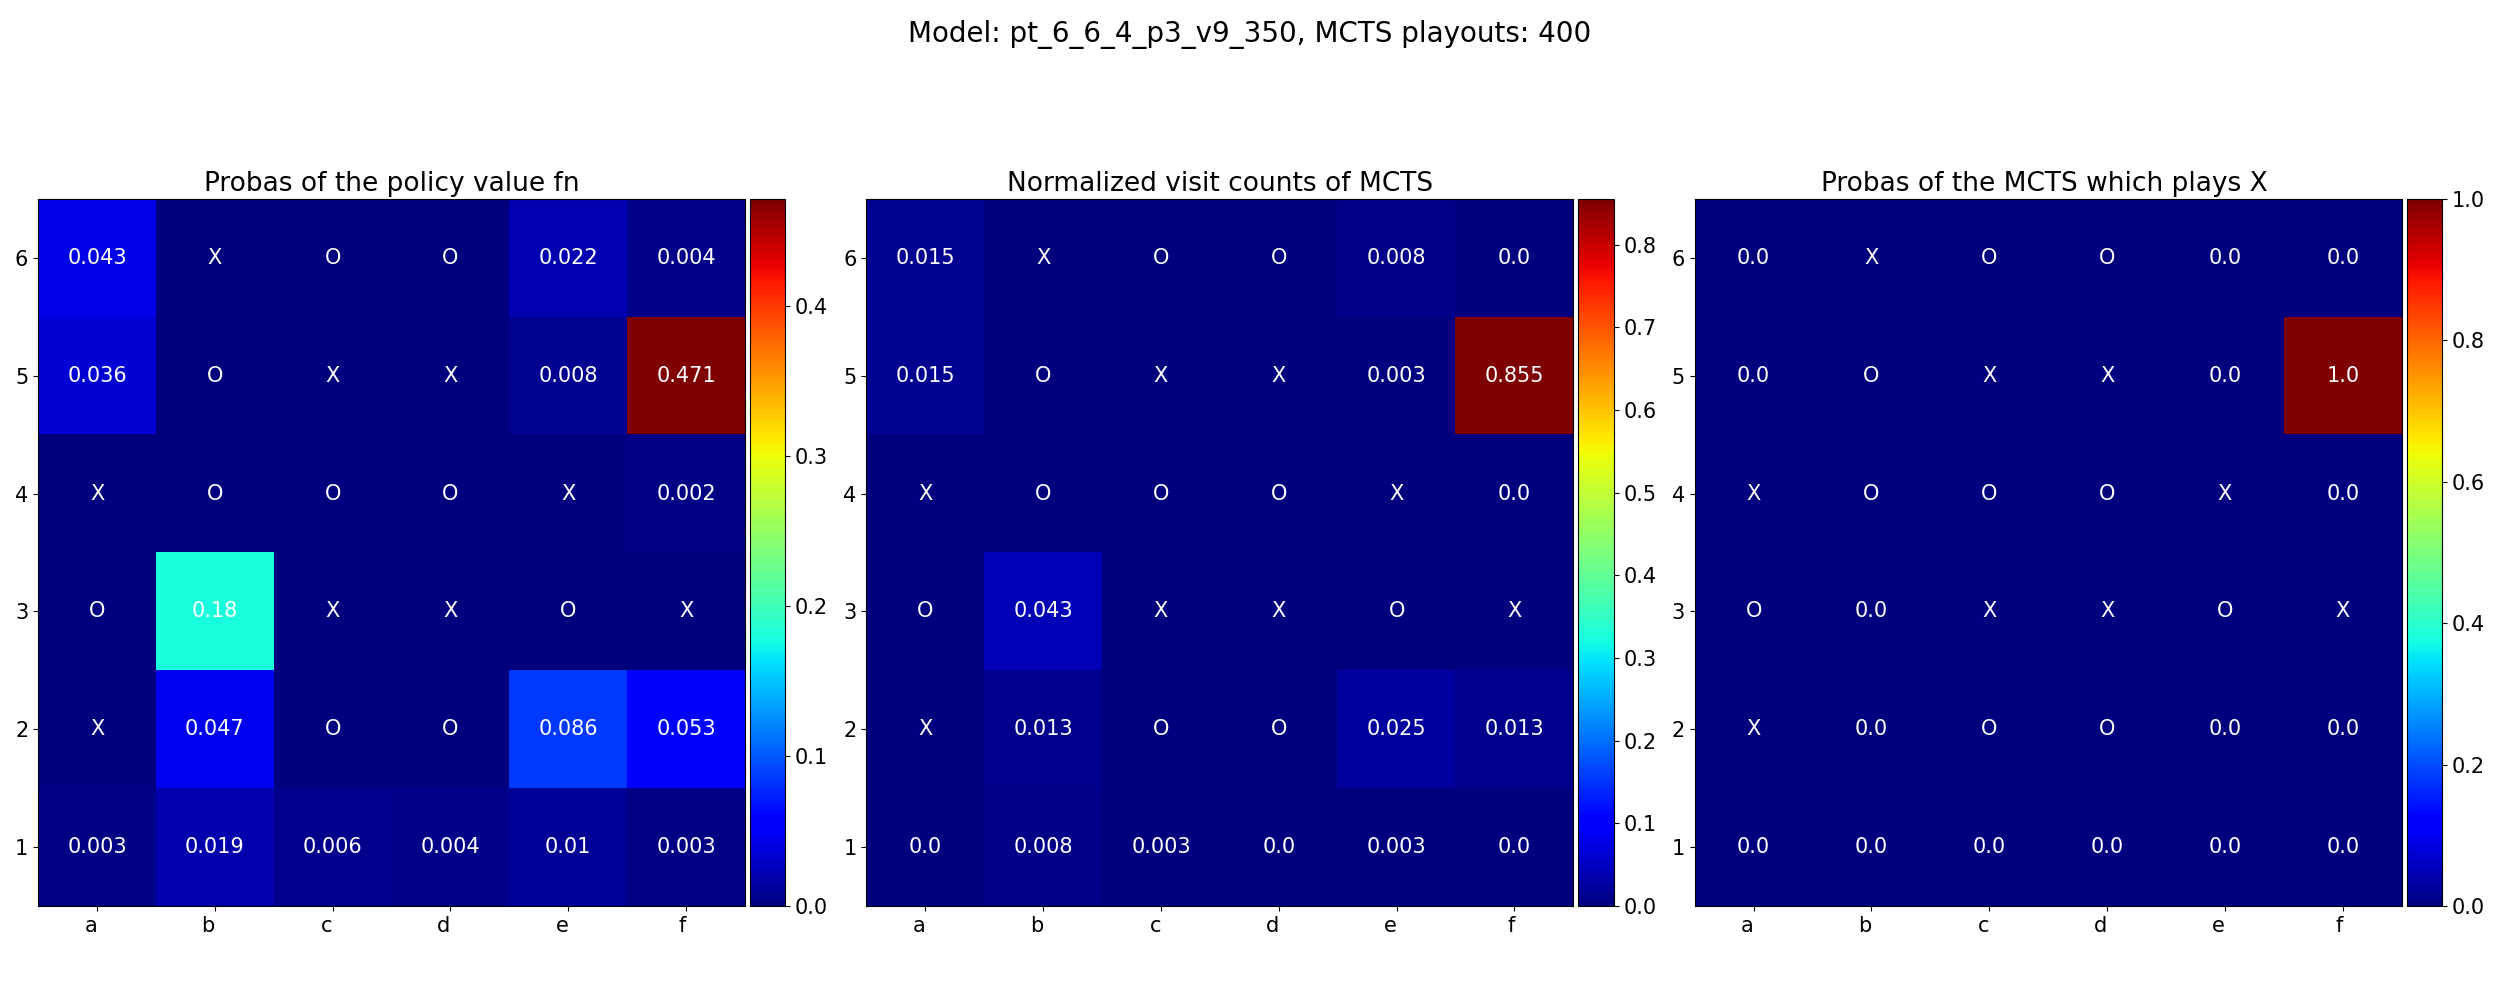 Model: pt_6_6_4_p3_v9_350, MCTS playouts: 400
Probas of the policy value fn
6 0.043 X O O 0.022 0.004
5 0.036 O X X 0.008 0.471
4 X O O O X 0.002
3 O 0.18 X X O X
2 X 0.047 O O 0.086 0.053
1 0.003 0.019 0.006 0.004 0.01 0.003
a b c d e f
0.4
0.3
0.2
0.1
0.0
Normalized visit counts of MCTS
6 0.015 X O O 0.008 0.0
5 0.015 O X X 0.003 0.855
4 X O O O X 0.0
3 O 0.043 X X O X
2 X 0.013 O O 0.025 0.013
1 0.0 0.008 0.003 0.0 0.003 0.0
a b c d e f
0.8
0.7
0.6
0.5
0.4
0.3
0.2
0.1
0.0
Probas of the MCTS which plays X
6 0.0 X O O 0.0 0.0
5 0.0 O X X 0.0 1.0
4 X O O O X 0.0
3 O 0.0 X X O X
2 X 0.0 O O 0.0 0.0
1 0.0 0.0 0.0 0.0 0.0 0.0
a b c d e f
1.0
0.8
0.6
0.4
0.2
0.0